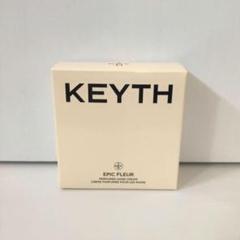 KEYTH
EPIC FLEUR
PERFUMED HAND CREAM
CRÈME PARFUMÉE POUR LES MAINS